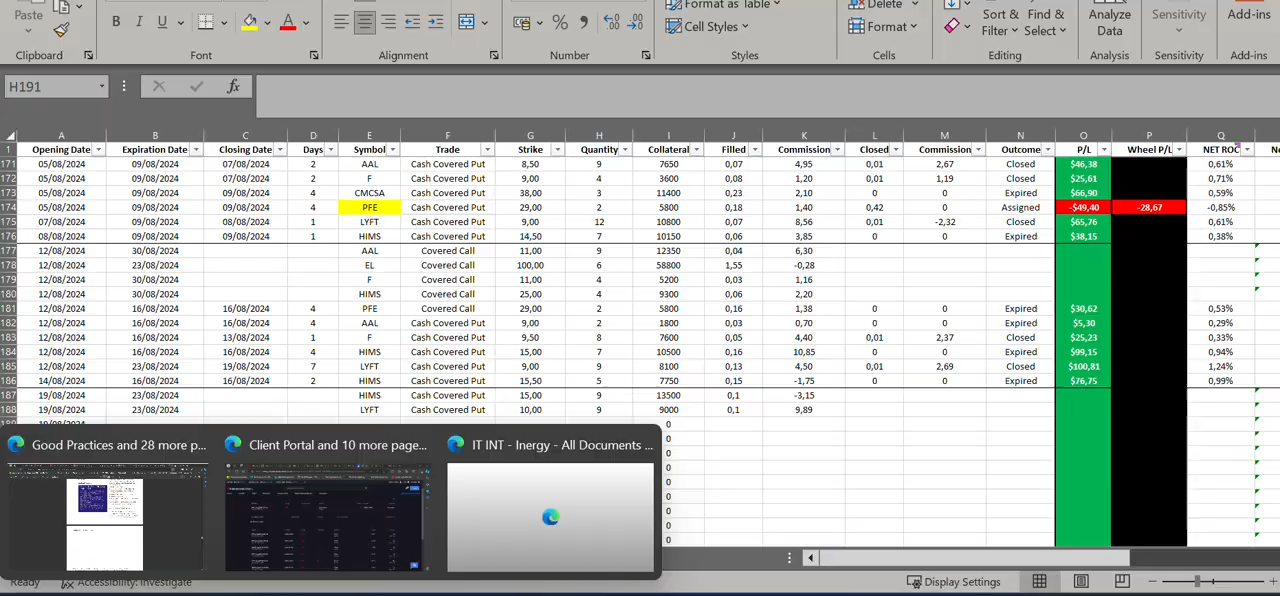 Paste Format as Table Delete Sort & Find & Analyze Sensitivity Add-ins
B I U A % Cell Styles Format Filter Select Data
Clipboard Font Alignment Number Styles Cells Editing Analysis Sensitivity Add-ins
H191 fx
A B C D E F G H I J K L M N O P Q
1 Opening Date Expiration Date Closing Date Days Symbol Trade Strike Quantity Collateral Filled Commission Closed Commission Outcome P/L Wheel P/L NET ROC
171 05/08/2024 09/08/2024 07/08/2024 2 AAL Cash Covered Put 8,50 9 7650 0,07 4,95 0,01 2,67 Closed $46,38 0,61%
172 05/08/2024 09/08/2024 07/08/2024 2 F Cash Covered Put 9,00 4 3600 0,08 1,20 0,01 1,19 Closed $25,61 0,71%
173 05/08/2024 09/08/2024 09/08/2024 4 CMCSA Cash Covered Put 38,00 3 11400 0,23 2,10 0 0 Expired $66,90 0,59%
174 05/08/2024 09/08/2024 09/08/2024 4 PFE Cash Covered Put 29,00 2 5800 0,18 1,40 0,42 0 Assigned -$49,40 -28,67 -0,85%
175 07/08/2024 09/08/2024 08/08/2024 1 LYFT Cash Covered Put 9,00 12 10800 0,07 8,56 0,01 -2,32 Closed $65,76 0,61%
176 08/08/2024 09/08/2024 09/08/2024 1 HIMS Cash Covered Put 14,50 7 10150 0,06 3,85 0 0 Expired $38,15 0,38%
177 12/08/2024 30/08/2024 AAL Covered Call 11,00 9 12350 0,04 6,30
178 12/08/2024 23/08/2024 EL Covered Call 100,00 6 58800 1,55 -0,28
179 12/08/2024 30/08/2024 F Covered Call 11,00 4 5200 0,03 1,16
180 12/08/2024 30/08/2024 HIMS Covered Call 25,00 4 9300 0,06 2,20
181 12/08/2024 16/08/2024 16/08/2024 4 PFE Covered Call 29,00 2 5800 0,16 1,38 0 0 Expired $30,62 0,53%
182 12/08/2024 16/08/2024 16/08/2024 4 AAL Cash Covered Put 9,00 2 1800 0,03 0,70 0 0 Expired $5,30 0,29%
183 12/08/2024 16/08/2024 13/08/2024 1 F Cash Covered Put 9,50 8 7600 0,05 4,40 0,01 2,37 Closed $25,23 0,33%
184 12/08/2024 16/08/2024 16/08/2024 4 HIMS Cash Covered Put 15,00 7 10500 0,16 10,85 0 0 Expired $99,15 0,94%
185 12/08/2024 23/08/2024 19/08/2024 7 LYFT Cash Covered Put 9,00 9 8100 0,13 4,50 0,01 2,69 Closed $100,81 1,24%
186 14/08/2024 16/08/2024 16/08/2024 2 HIMS Cash Covered Put 15,50 5 7750 0,15 -1,75 0 0 Expired $76,75 0,99%
187 19/08/2024 23/08/2024 HIMS Cash Covered Put 15,00 9 13500 0,1 -3,15
188 19/08/2024 23/08/2024 LYFT Cash Covered Put 10,00 9 9000 0,1 9,89
0
Good Practices and 28 more p... Client Portal and 10 more page... IT INT - Inergy - All Documents ...
0
0
0
0
0
0
0
0
Ready Accessibility: Investigate Display Settings